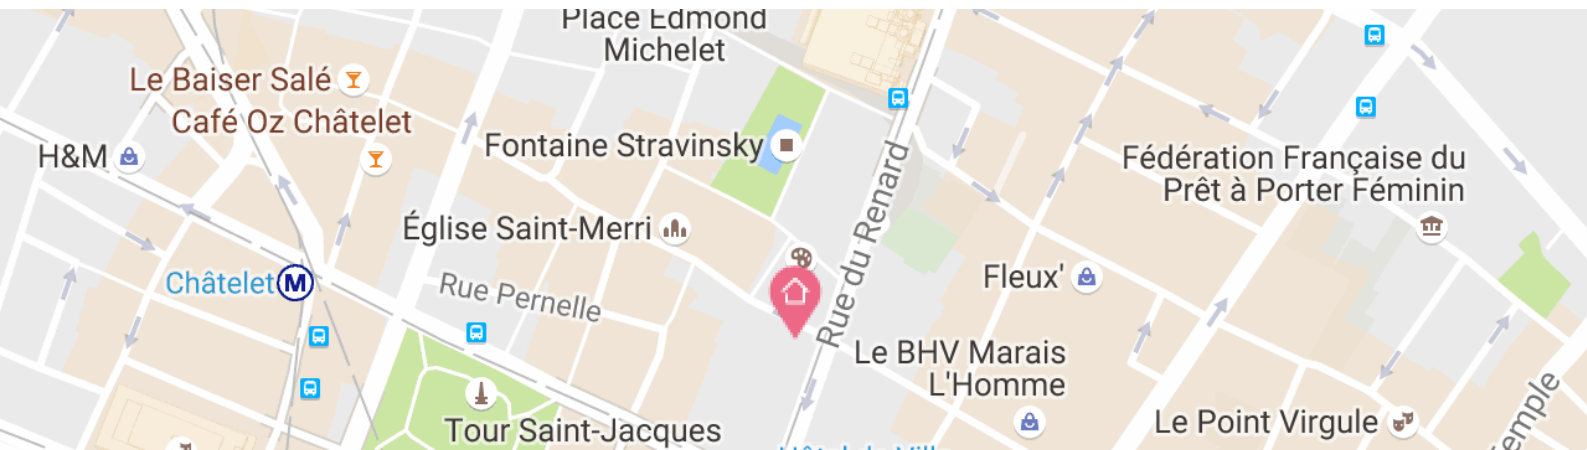 Place Edmond
Michelet
Le Baiser Salé
Café Oz Châtelet
H&M
Fontaine Stravinsky
Fédération Française du
Prêt à Porter Féminin
Église Saint-Merri
Rue du Renard
Châtelet
M
Rue Pernelle
Fleux'
Le BHV Marais
L'Homme
Tour Saint-Jacques
Le Point Virgule